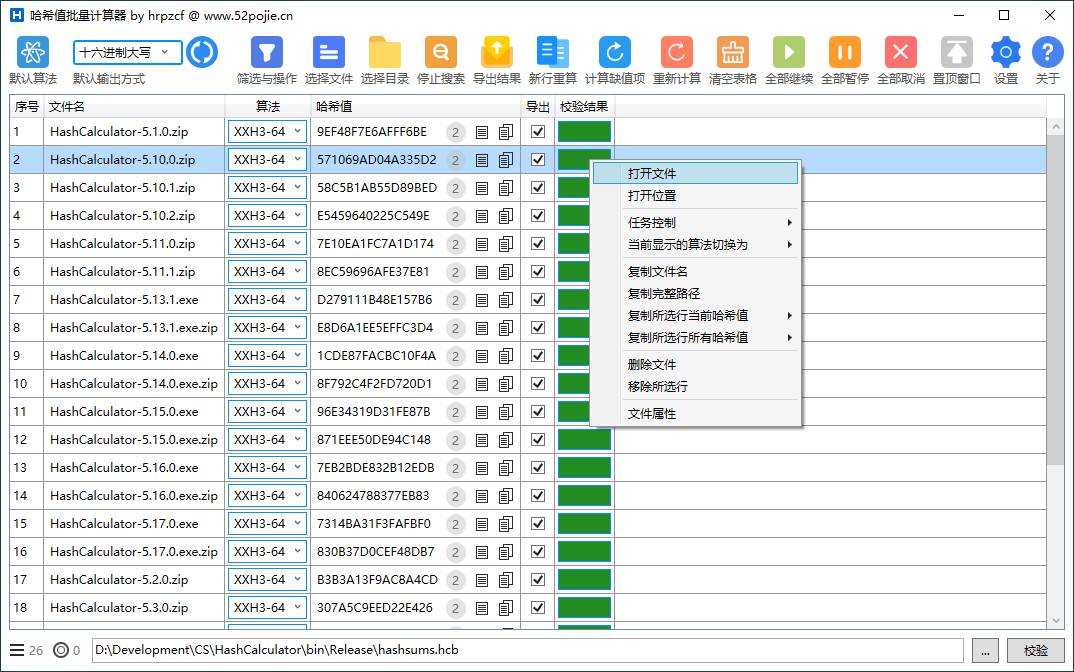 哈希值批量计算器 by hrpzcf @ www.52pojie.cn
十六进制大写
默认算法 默认输出方式 筛选与操作 选择文件 选择目录 停止搜索 导出结果 新行重算 计算缺值项 重新计算 清空表格 全部继续 全部暂停 全部取消 置顶窗口 设置 关于
序号 文件名 算法 哈希值 导出 校验结果
1 HashCalculator-5.1.0.zip XXH3-64 9EF48F7E6AFFF6BE 2
2 HashCalculator-5.10.0.zip XXH3-64 571069AD04A335D2 2
3 HashCalculator-5.10.1.zip XXH3-64 58C5B1AB55D89BED 2
4 HashCalculator-5.10.2.zip XXH3-64 E5459640225C549E 2
5 HashCalculator-5.11.0.zip XXH3-64 7E10EA1FC7A1D174 2
6 HashCalculator-5.11.1.zip XXH3-64 8EC59696AFE37E81 2
7 HashCalculator-5.13.1.exe XXH3-64 D279111B48E157B6 2
8 HashCalculator-5.13.1.exe.zip XXH3-64 E8D6A1EE5EFFC3D4 2
9 HashCalculator-5.14.0.exe XXH3-64 1CDE87FACBC10F4A 2
10 HashCalculator-5.14.0.exe.zip XXH3-64 8F792C4F2FD720D1 2
11 HashCalculator-5.15.0.exe XXH3-64 96E34319D31FE87B 2
12 HashCalculator-5.15.0.exe.zip XXH3-64 871EEE50DE94C148 2
13 HashCalculator-5.16.0.exe XXH3-64 7EB2BDE832B12EDB 2
14 HashCalculator-5.16.0.exe.zip XXH3-64 840624788377EB83 2
15 HashCalculator-5.17.0.exe XXH3-64 7314BA31F3FAFBF0 2
16 HashCalculator-5.17.0.exe.zip XXH3-64 830B37D0CEF48DB7 2
17 HashCalculator-5.2.0.zip XXH3-64 B3B3A13F9AC8A4CD 2
18 HashCalculator-5.3.0.zip XXH3-64 307A5C9EED22E426 2
打开文件
打开位置
任务控制
当前显示的算法切换为
复制文件名
复制完整路径
复制所选行当前哈希值
复制所选行所有哈希值
删除文件
移除所选行
文件属性
26 0 D:\Development\CS\HashCalculator\bin\Release\hashsums.hcb ... 校验